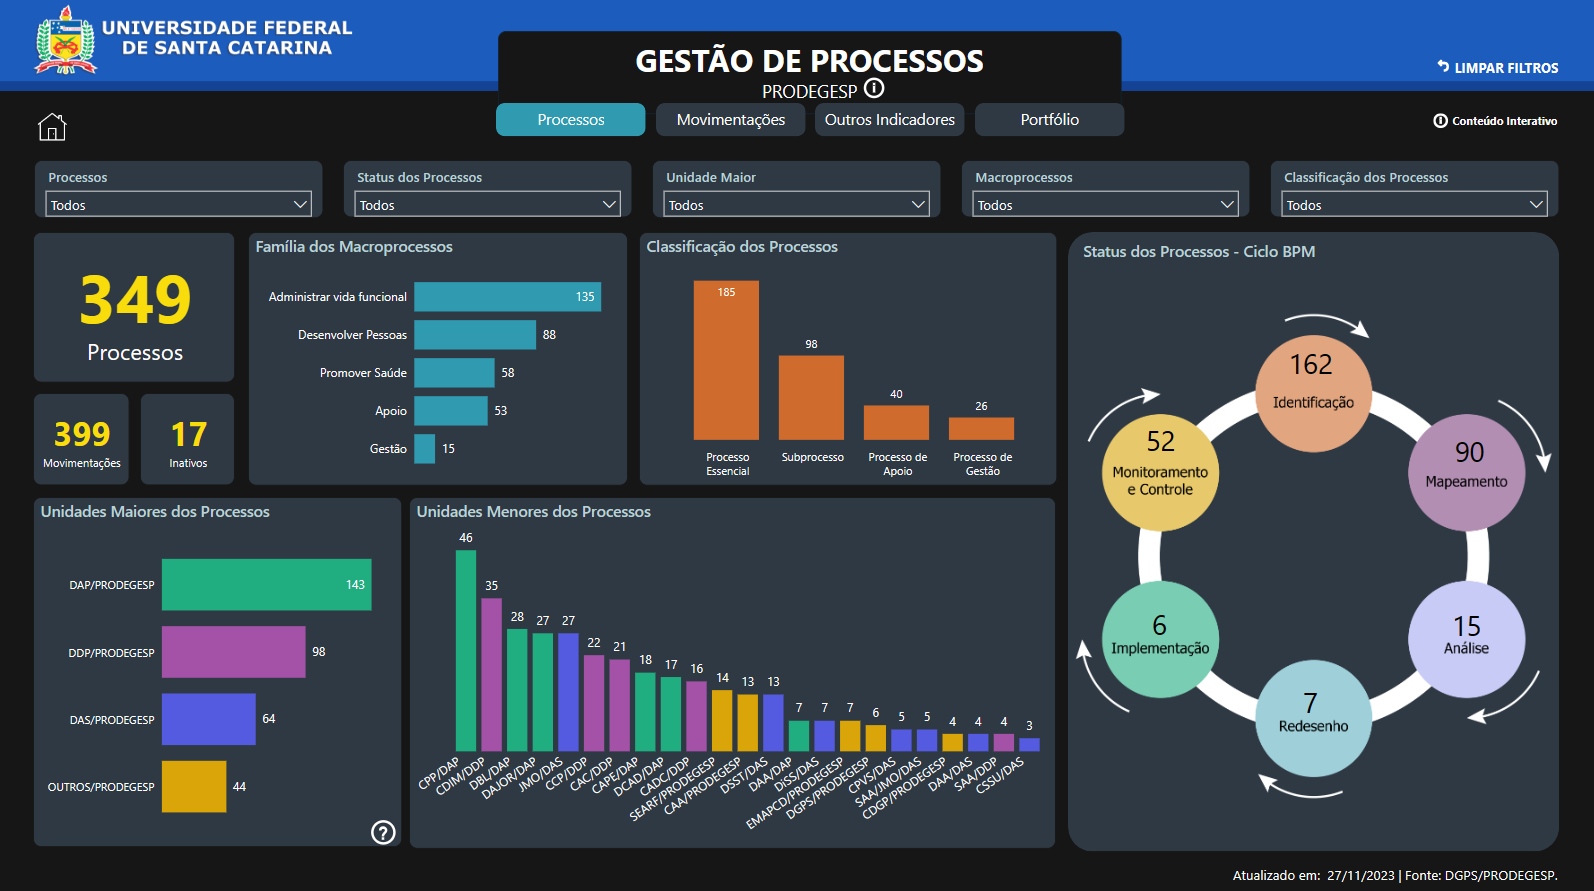 UNIVERSIDADE FEDERAL
DE SANTA CATARINA
GESTÃO DE PROCESSOS
PRODEGESP
LIMPAR FILTROS
Processos
Movimentações
Outros Indicadores
Portfólio
Conteúdo Interativo
Processos
Todos
Status dos Processos
Todos
Unidade Maior
Todos
Macroprocessos
Todos
Classificação dos Processos
Todos
349
Processos
399
Movimentações
17
Inativos
Família dos Macroprocessos
Administrar vida funcional 135
Desenvolver Pessoas 88
Promover Saúde 58
Apoio 53
Gestão 15
Classificação dos Processos
185
98
40
26
Processo
Essencial
Subprocesso
Processo de
Apoio
Processo de
Gestão
Unidades Maiores dos Processos
DAP/PRODEGESP 143
DDP/PRODEGESP 98
DAS/PRODEGESP 64
OUTROS/PRODEGESP 44
?
Unidades Menores dos Processos
46
35
28
27
27
22
21
18
17
16
14
13
13
7
7
7
6
5
5
4
4
4
3
CPP/DAP
CDIM/DDP
DBL/DAP
DAJOR/DAP
JMO/DAS
CCP/DDP
CAC/DDP
CAPE/DAP
DCAD/DAP
CADC/DDP
SEARF/PRODEGESP
CAA/PRODEGESP
DSST/DAS
DAA/DAP
DiSS/DAS
EMAPCD/PRODEGESP
DGPS/PRODEGESP
CPVS/DAS
SAA/JMO/DAS
CDGP/PRODEGESP
DAA/DAS
SAA/DDP
CSSU/DAS
Status dos Processos - Ciclo BPM
162
Identificação
90
Mapeamento
15
Análise
7
Redesenho
6
Implementação
52
Monitoramento
e Controle
Atualizado em: 27/11/2023 | Fonte: DGPS/PRODEGESP.